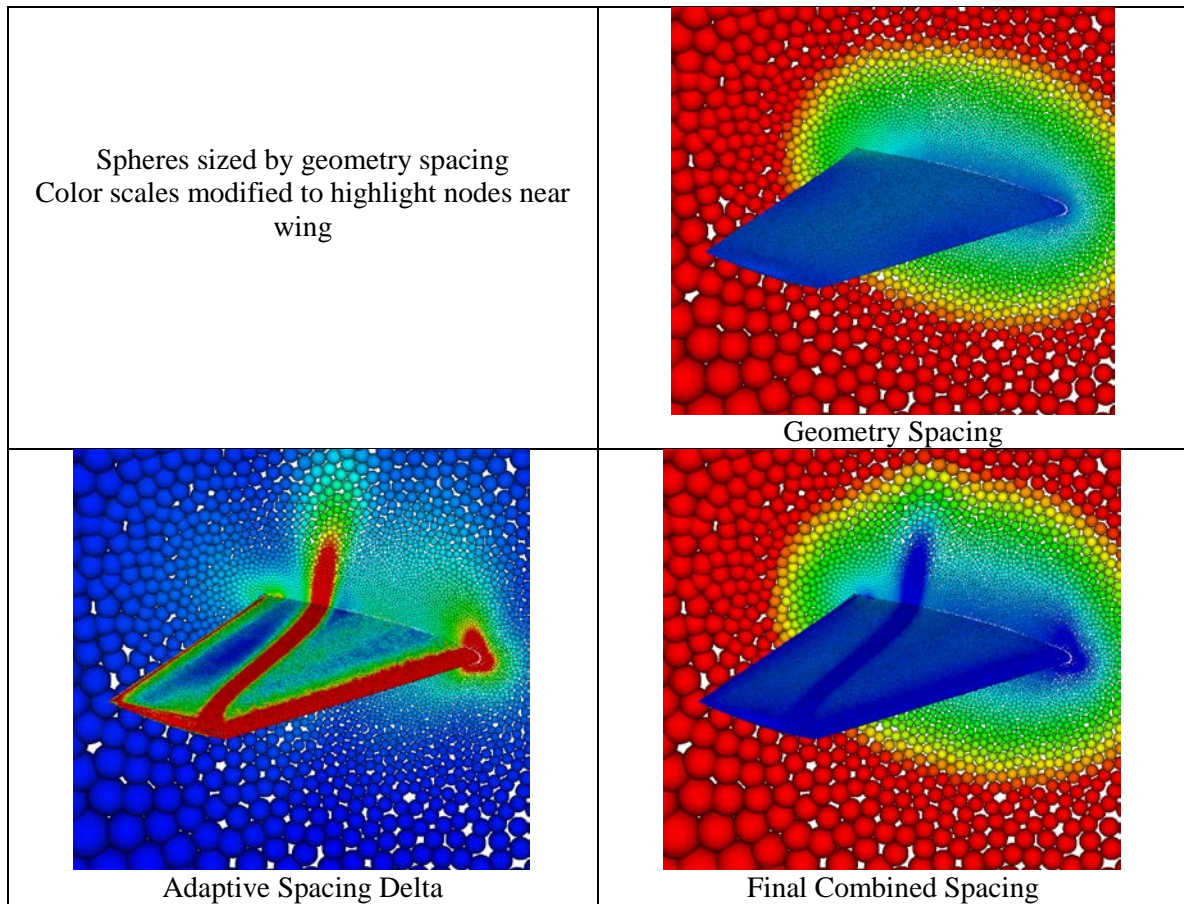 Spheres sized by geometry spacing
Color scales modified to highlight nodes near
wing
Geometry Spacing
Adaptive Spacing Delta
Final Combined Spacing